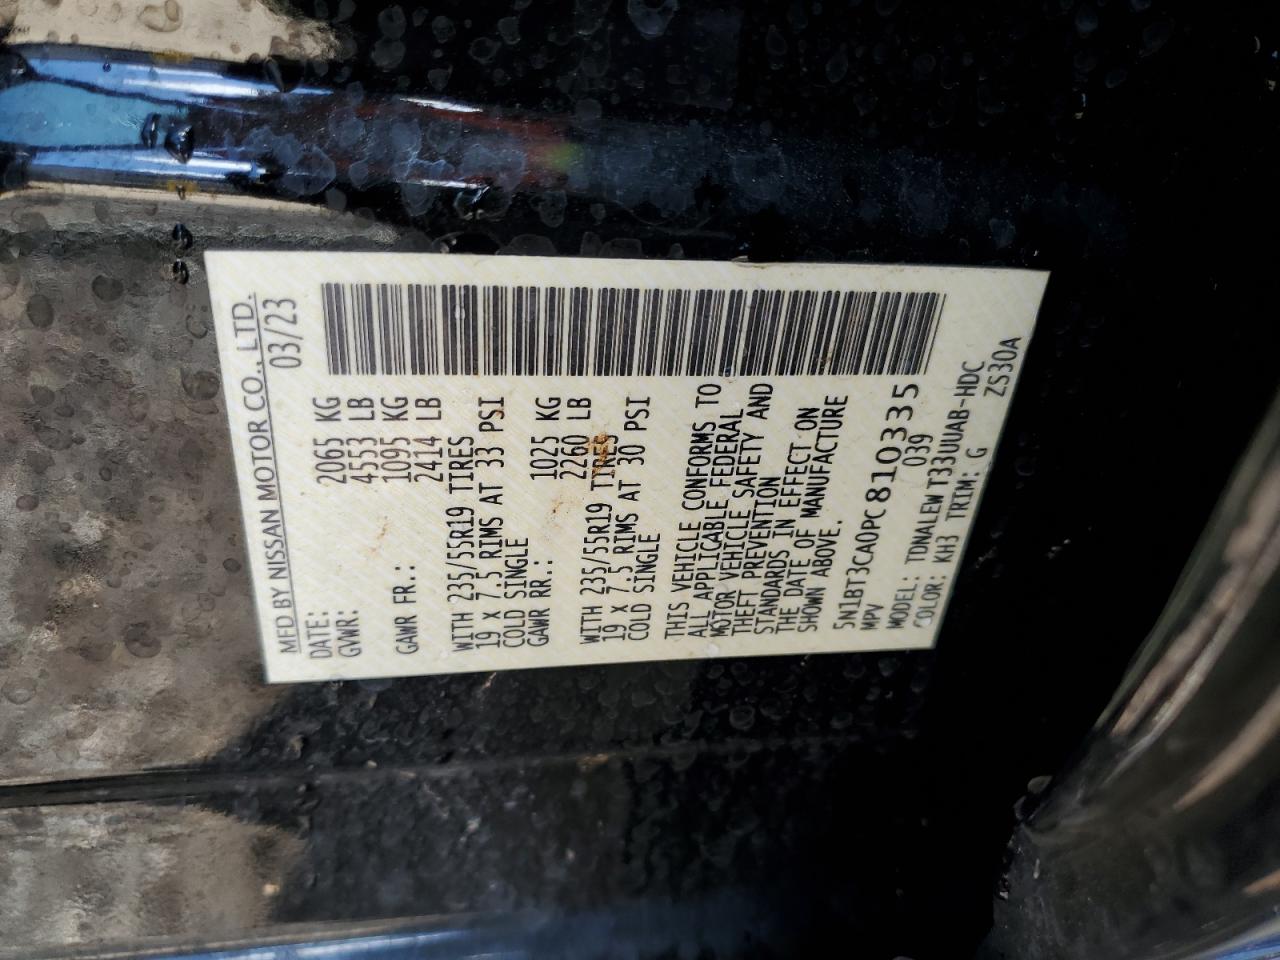 MFD BY NISSAN MOTOR CO., LTD.
DATE: 03/23
GVWR: 2065 KG
4553 LB
GAWR FR.: 1095 KG
2414 LB
WITH 235/55R19 TIRES
19 X 7.5 RIMS AT 33 PSI
COLD SINGLE
GAWR RR.: 1025 KG
2260 LB
WITH 235/55R19 TIRES
19 X 7.5 RIMS AT 30 PSI
COLD SINGLE
THIS VEHICLE CONFORMS TO
ALL APPLICABLE FEDERAL
MOTOR VEHICLE SAFETY AND
THEFT PREVENTION
STANDARDS IN EFFECT ON
THE DATE OF MANUFACTURE
SHOWN ABOVE.
5N1BT3CA0PC810335
MPV 039
MODEL: TDNALEW T33UUAB-HDC
COLOR: KH3 TRIM: G ZS30A